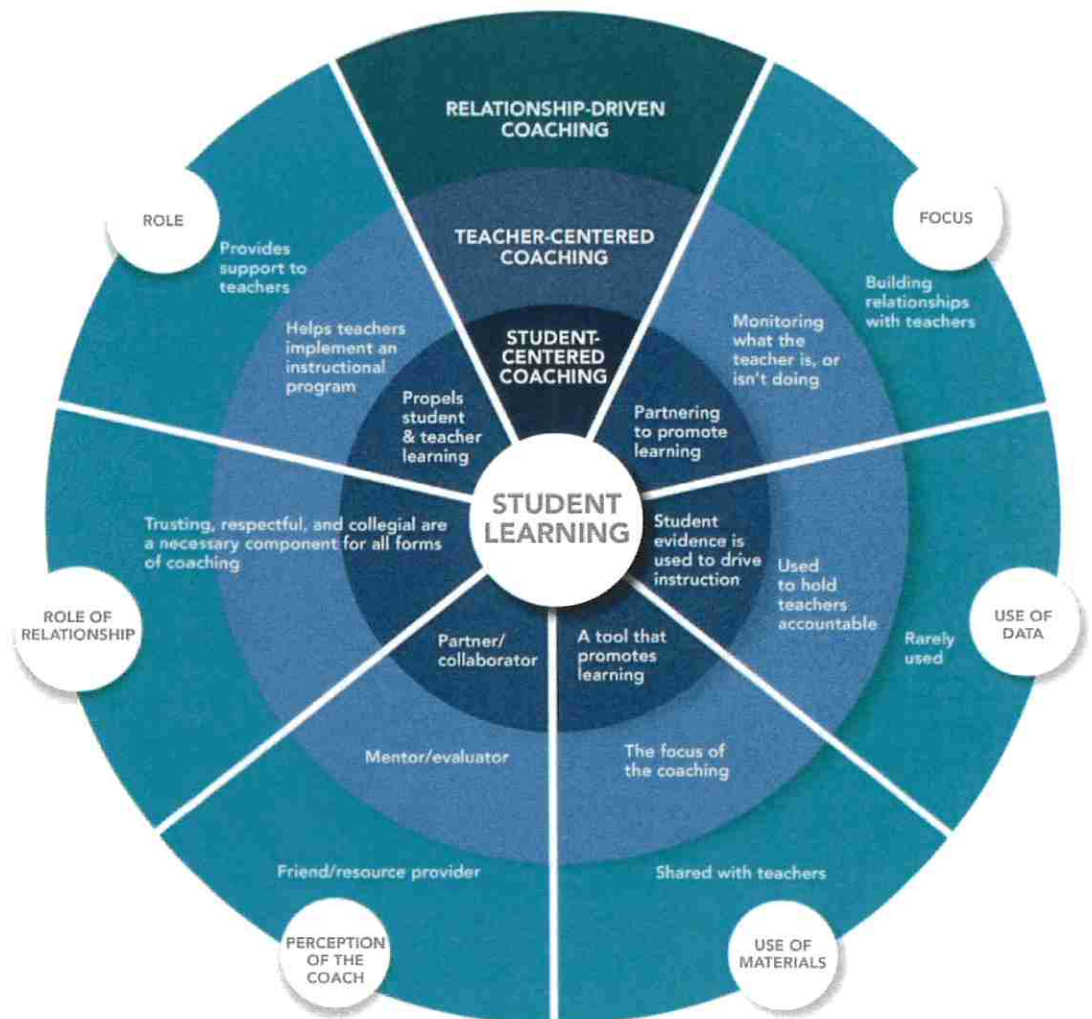 RELATIONSHIP-DRIVEN
COACHING
TEACHER-CENTERED
COACHING
STUDENT-
CENTERED
COACHING
STUDENT
LEARNING
ROLE
Provides
support to
teachers
Helps teachers
implement an
instructional
program
Propels
student
& teacher
learning
FOCUS
Building
relationships
with teachers
Monitoring
what the
teacher is, or
isn't doing
Partnering
to promote
learning
USE OF
DATA
Rarely
used
Used
to hold
teachers
accountable
Student
evidence is
used to drive
instruction
USE OF
MATERIALS
Shared with teachers
The focus of
the coaching
A tool that
promotes
learning
PERCEPTION
OF THE
COACH
Friend/resource provider
Mentor/evaluator
Partner/
collaborator
ROLE OF
RELATIONSHIP
Trusting, respectful, and collegial are
a necessary component for all forms
of coaching